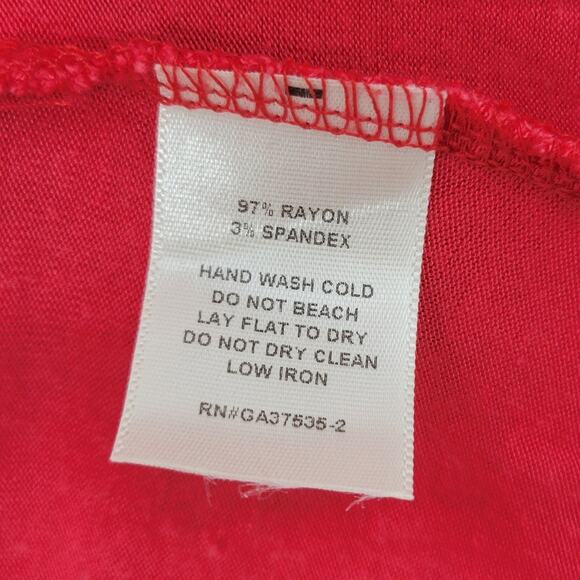 97% RAYON
3% SPANDEX
HAND WASH COLD
DO NOT BEACH
LAY FLAT TO DRY
DO NOT DRY CLEAN
LOW IRON
RN#GA37535-2